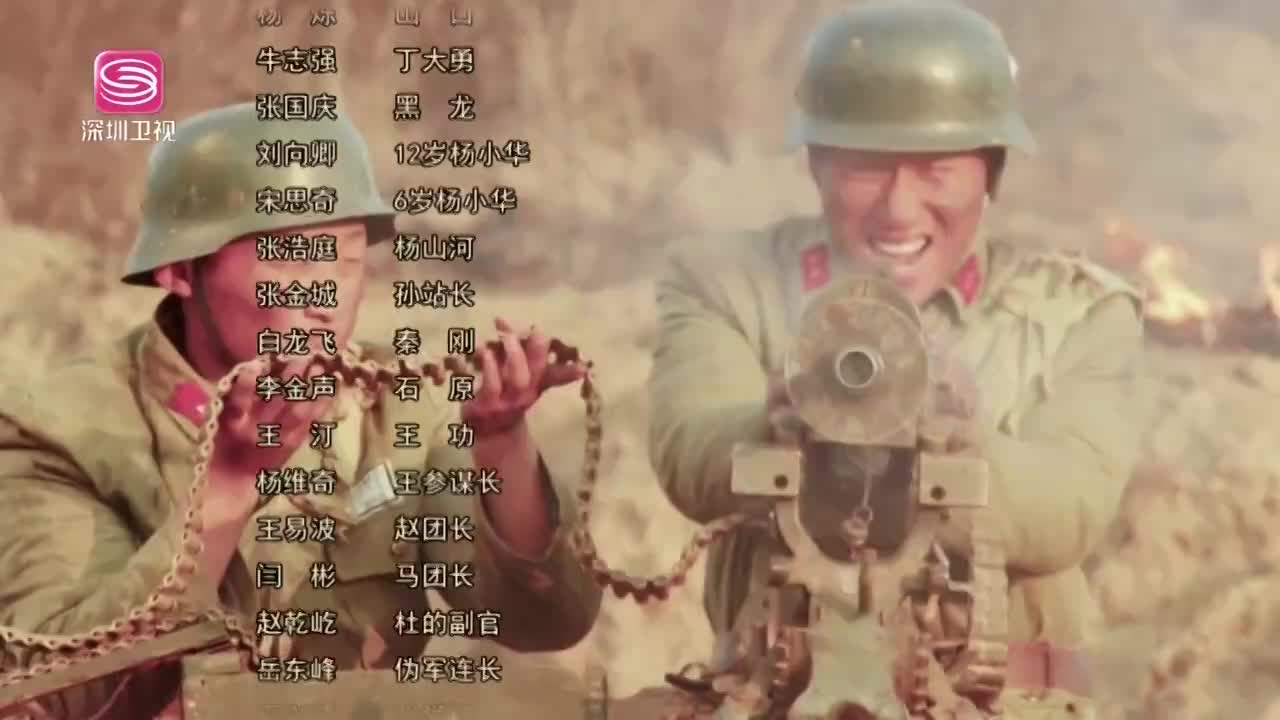 杨 烁 山 口
牛志强 丁大勇
深圳卫视
张国庆 黑 龙
刘向卿 12岁杨小华
宋思奇 6岁杨小华
张浩庭 杨山河
张金城 孙站长
白龙飞 秦 刚
李金声 石 原
王 汀 王 功
杨维奇 王参谋长
王易波 赵团长
闫 彬 马团长
赵乾屹 杜的副官
岳东峰 伪军连长